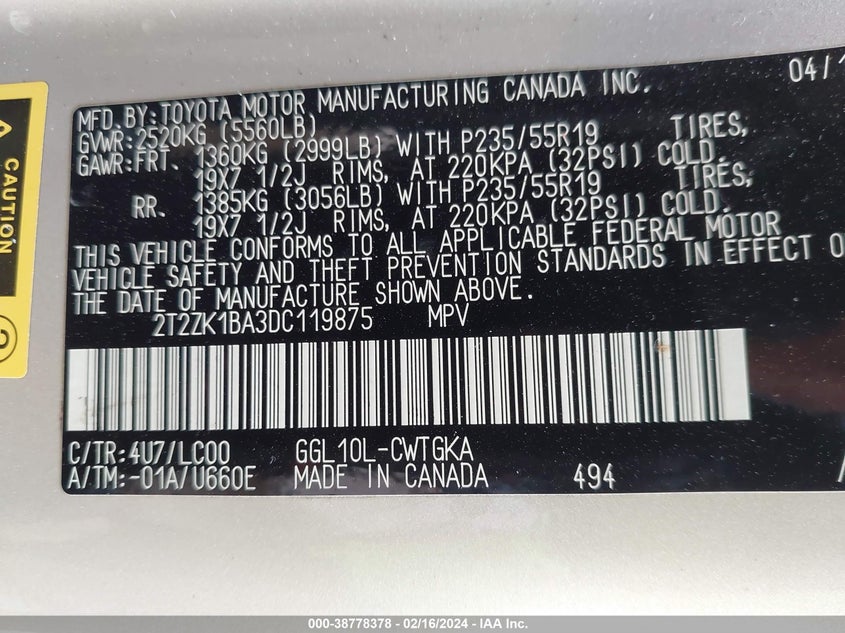 CAUTION
04/1
MFD.BY:TOYOTA MOTOR MANUFACTURING CANADA INC.
GVWR:2520KG (5560LB)
GAWR:FRT. 1360KG (2999LB) WITH P235/55R19 TIRES,
19X7 1/2J RIMS, AT 220KPA (32PSI) COLD.
RR. 1385KG (3056LB) WITH P235/55R19 TIRES,
19X7 1/2J RIMS, AT 220KPA (32PSI) COLD.
THIS VEHICLE CONFORMS TO ALL APPLICABLE FEDERAL MOTOR
VEHICLE SAFETY AND THEFT PREVENTION STANDARDS IN EFFECT O
THE DATE OF MANUFACTURE SHOWN ABOVE.
2T2ZK1BA3DC119875 MPV
C/TR:4U7/LC00 GGL10L-CWTGKA
A/TM:-01A/U660E MADE IN CANADA 494
000-38778378 - 02/16/2024 - IAA Inc.